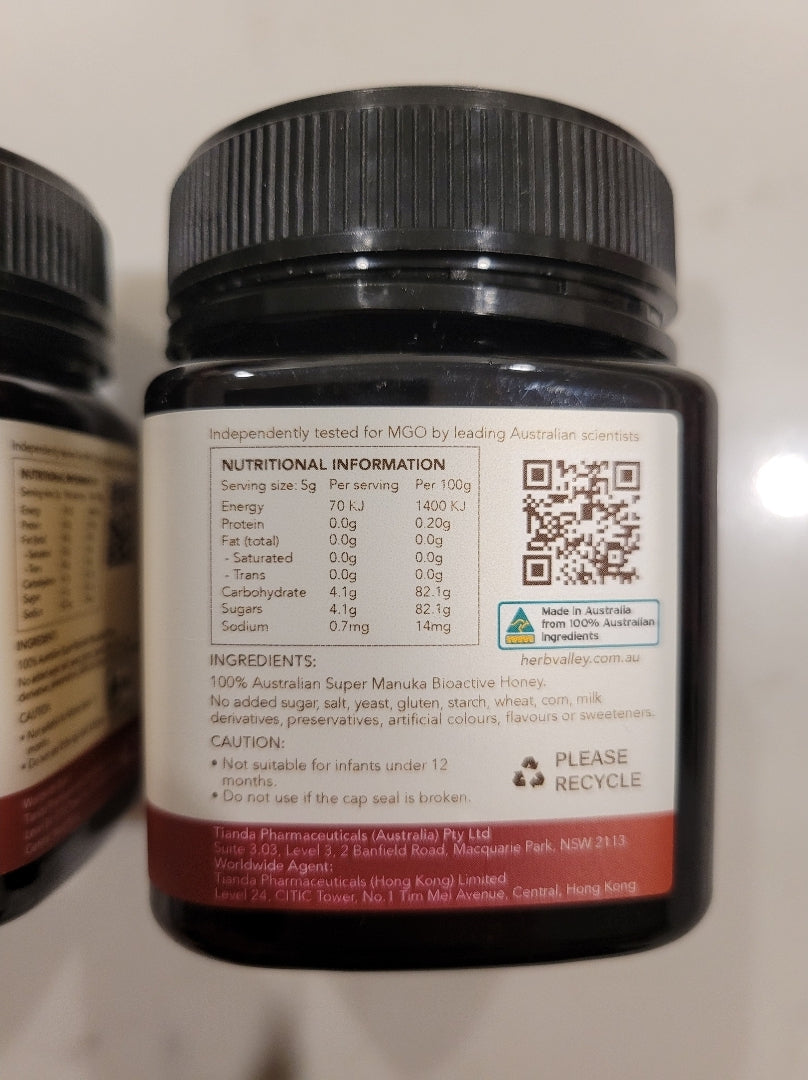 Independently tested for MGO by leading Australian scientists
NUTRITIONAL INFORMATION
Serving size: 5g Per serving Per 100g
Energy 70 KJ 1400 KJ
Protein 0.0g 0.20g
Fat (total) 0.0g 0.0g
- Saturated 0.0g 0.0g
- Trans 0.0g 0.0g
Carbohydrate 4.1g 82.1g
Sugars 4.1g 82.1g
Sodium 0.7mg 14mg
Made in Australia
from 100% Australian
ingredients
herbvalley.com.au
INGREDIENTS:
100% Australian Super Manuka Bioactive Honey.
No added sugar, salt, yeast, gluten, starch, wheat, corn, milk
derivatives, preservatives, artificial colours, flavours or sweeteners.
CAUTION:
• Not suitable for infants under 12
months.
• Do not use if the cap seal is broken.
PLEASE
RECYCLE
Tianda Pharmaceuticals (Australia) Pty Ltd
Suite 3.03, Level 3, 2 Banfield Road, Macquarie Park, NSW 2113
Worldwide Agent:
Tianda Pharmaceuticals (Hong Kong) Limited
Level 24, CITIC Tower, No.1 Tim Mei Avenue, Central, Hong Kong